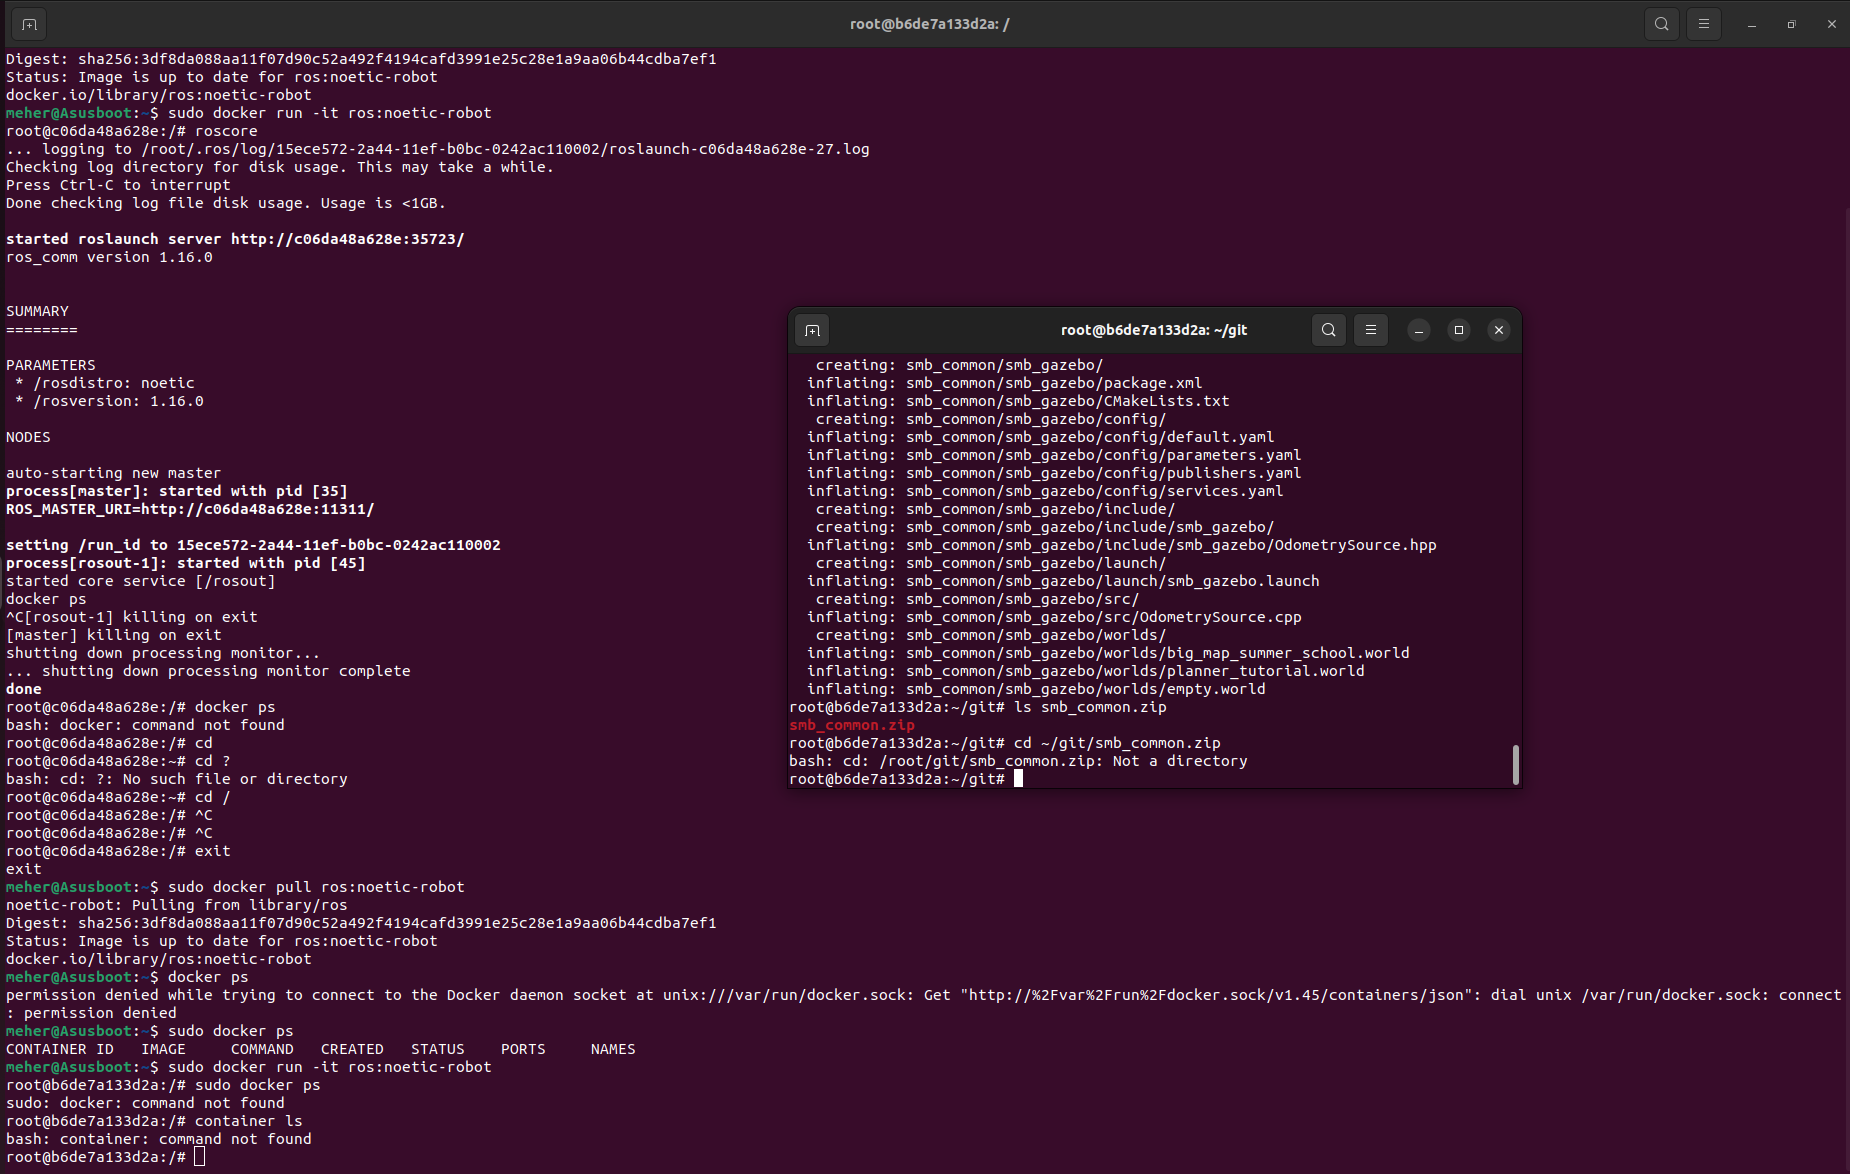 root@b6de7a133d2a: /
Digest: sha256:3df8da088aa11f07d90c52a492f4194cafd3991e25c28e1a9aa06b44cdba7ef1
Status: Image is up to date for ros:noetic-robot
docker.io/library/ros:noetic-robot
meher@Asusboot:~$ sudo docker run -it ros:noetic-robot
root@c06da48a628e:/# roscore
... logging to /root/.ros/log/15ece572-2a44-11ef-b0bc-0242ac110002/roslaunch-c06da48a628e-27.log
Checking log directory for disk usage. This may take a while.
Press Ctrl-C to interrupt
Done checking log file disk usage. Usage is <1GB.
started roslaunch server http://c06da48a628e:35723/
ros_comm version 1.16.0
SUMMARY
========
PARAMETERS
* /rosdistro: noetic
* /rosversion: 1.16.0
NODES
auto-starting new master
process[master]: started with pid [35]
ROS_MASTER_URI=http://c06da48a628e:11311/
setting /run_id to 15ece572-2a44-11ef-b0bc-0242ac110002
process[rosout-1]: started with pid [45]
started core service [/rosout]
docker ps
^C[rosout-1] killing on exit
[master] killing on exit
shutting down processing monitor...
... shutting down processing monitor complete
done
root@c06da48a628e:/# docker ps
bash: docker: command not found
root@c06da48a628e:/# cd
root@c06da48a628e:~# cd ?
bash: cd: ?: No such file or directory
root@c06da48a628e:~# cd /
root@c06da48a628e:/# ^C
root@c06da48a628e:/# ^C
root@c06da48a628e:/# exit
exit
meher@Asusboot:~$ sudo docker pull ros:noetic-robot
noetic-robot: Pulling from library/ros
Digest: sha256:3df8da088aa11f07d90c52a492f4194cafd3991e25c28e1a9aa06b44cdba7ef1
Status: Image is up to date for ros:noetic-robot
docker.io/library/ros:noetic-robot
meher@Asusboot:~$ docker ps
permission denied while trying to connect to the Docker daemon socket at unix:///var/run/docker.sock: Get "http://%2Fvar%2Frun%2Fdocker.sock/v1.45/containers/json": dial unix /var/run/docker.sock: connect
: permission denied
meher@Asusboot:~$ sudo docker ps
CONTAINER ID   IMAGE     COMMAND   CREATED   STATUS    PORTS     NAMES
meher@Asusboot:~$ sudo docker run -it ros:noetic-robot
root@b6de7a133d2a:/# sudo docker ps
sudo: docker: command not found
root@b6de7a133d2a:/# container ls
bash: container: command not found
root@b6de7a133d2a:/#
root@b6de7a133d2a: ~/git
creating: smb_common/smb_gazebo/
inflating: smb_common/smb_gazebo/package.xml
inflating: smb_common/smb_gazebo/CMakeLists.txt
creating: smb_common/smb_gazebo/config/
inflating: smb_common/smb_gazebo/config/default.yaml
inflating: smb_common/smb_gazebo/config/parameters.yaml
inflating: smb_common/smb_gazebo/config/publishers.yaml
inflating: smb_common/smb_gazebo/config/services.yaml
creating: smb_common/smb_gazebo/include/
creating: smb_common/smb_gazebo/include/smb_gazebo/
inflating: smb_common/smb_gazebo/include/smb_gazebo/OdometrySource.hpp
creating: smb_common/smb_gazebo/launch/
inflating: smb_common/smb_gazebo/launch/smb_gazebo.launch
creating: smb_common/smb_gazebo/src/
inflating: smb_common/smb_gazebo/src/OdometrySource.cpp
creating: smb_common/smb_gazebo/worlds/
inflating: smb_common/smb_gazebo/worlds/big_map_summer_school.world
inflating: smb_common/smb_gazebo/worlds/planner_tutorial.world
inflating: smb_common/smb_gazebo/worlds/empty.world
root@b6de7a133d2a:~/git# ls smb_common.zip
smb_common.zip
root@b6de7a133d2a:~/git# cd ~/git/smb_common.zip
bash: cd: /root/git/smb_common.zip: Not a directory
root@b6de7a133d2a:~/git#